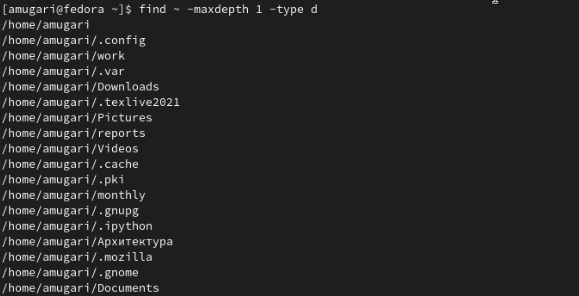 [amugari@fedora ~]$ find ~ -maxdepth 1 -type d
/home/amugari
/home/amugari/.config
/home/amugari/work
/home/amugari/.var
/home/amugari/Downloads
/home/amugari/.texlive2021
/home/amugari/Pictures
/home/amugari/reports
/home/amugari/Videos
/home/amugari/.cache
/home/amugari/.pki
/home/amugari/monthly
/home/amugari/.gnupg
/home/amugari/.ipython
/home/amugari/Архитектура
/home/amugari/.mozilla
/home/amugari/.gnome
/home/amugari/Documents